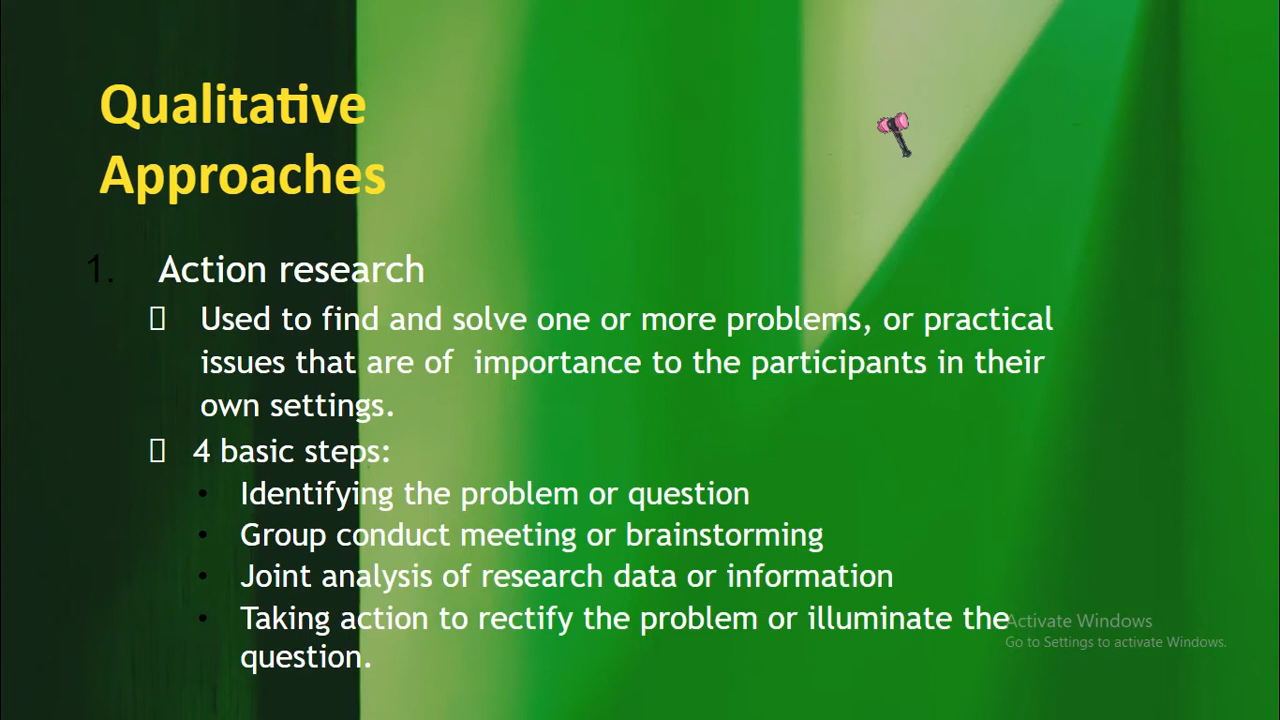 Qualitative
Approaches
1. Action research
Used to find and solve one or more problems, or practical
issues that are of importance to the participants in their
own settings.
4 basic steps:
• Identifying the problem or question
• Group conduct meeting or brainstorming
• Joint analysis of research data or information
• Taking action to rectify the problem or illuminate the
question.
Activate Windows
Go to Settings to activate Windows.